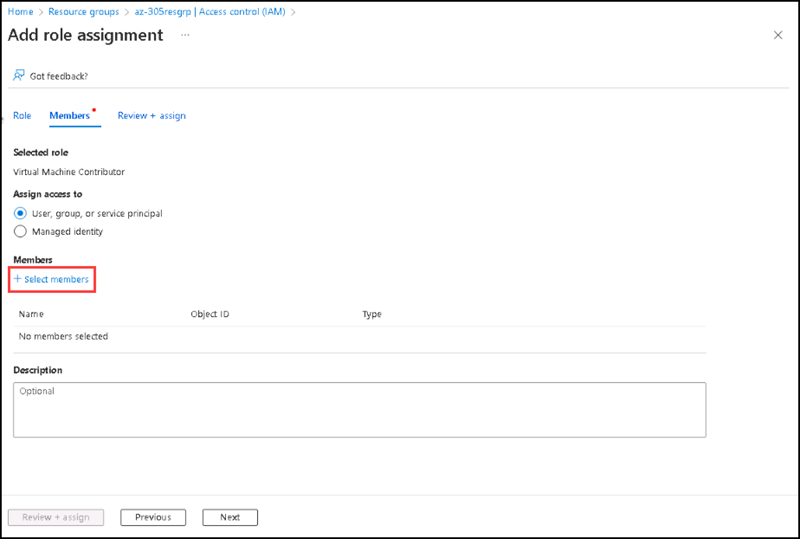 Home > Resource groups > az-305resgrp | Access control (IAM) >
Add role assignment ...
Got feedback?
Role Members Review + assign
Selected role
Virtual Machine Contributor
Assign access to
User, group, or service principal
Managed identity
Members
+ Select members
Name Object ID Type
No members selected
Description
Optional
Review + assign Previous Next